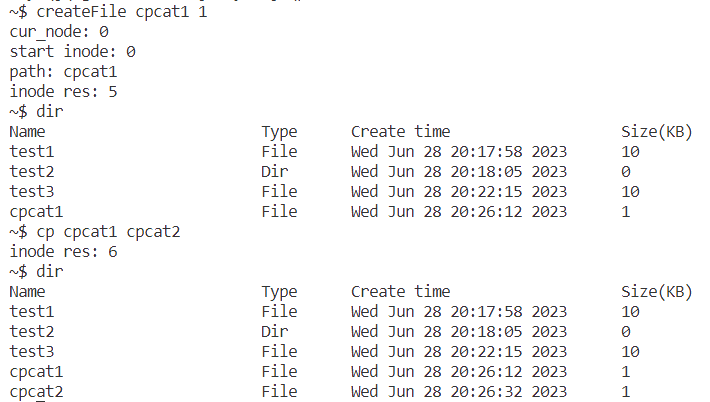 ~$ createFile cpcat1 1
cur_node: 0
start inode: 0
path: cpcat1
inode res: 5
~$ dir
Name Type Create time Size(KB)
test1 File Wed Jun 28 20:17:58 2023 10
test2 Dir Wed Jun 28 20:18:05 2023 0
test3 File Wed Jun 28 20:22:15 2023 10
cpcat1 File Wed Jun 28 20:26:12 2023 1
~$ cp cpcat1 cpcat2
inode res: 6
~$ dir
Name Type Create time Size(KB)
test1 File Wed Jun 28 20:17:58 2023 10
test2 Dir Wed Jun 28 20:18:05 2023 0
test3 File Wed Jun 28 20:22:15 2023 10
cpcat1 File Wed Jun 28 20:26:12 2023 1
cpcat2 File Wed Jun 28 20:26:32 2023 1